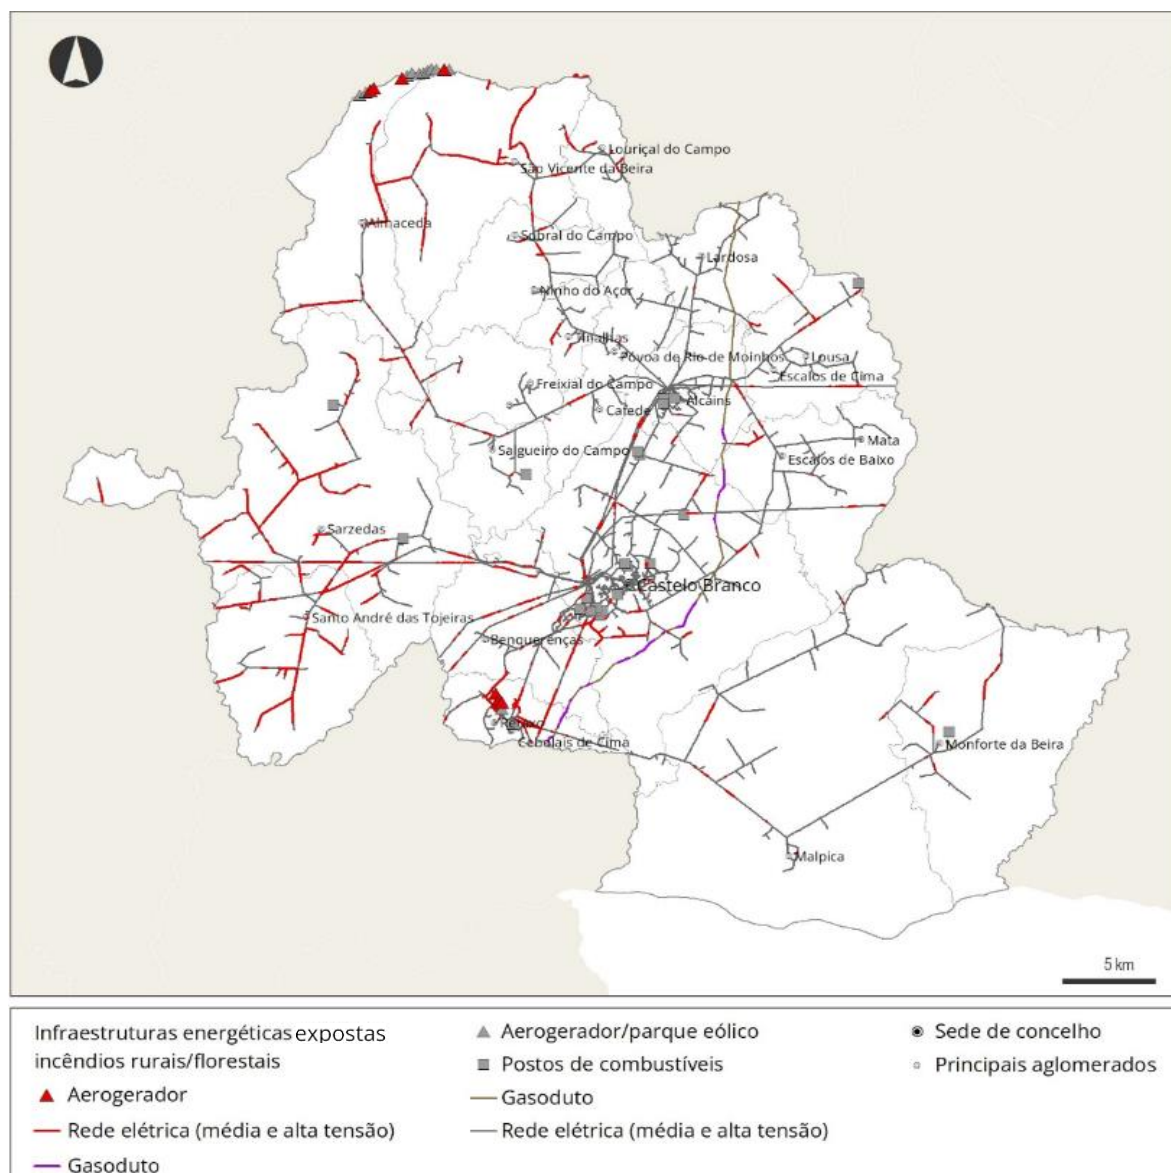 Louriçal do Campo
São Vicente da Beira
Almaceda
Sobral do Campo
Lardosa
Ninho do Açor
Tinalhas
Póvoa de Rio de Moinhos
Lousa
Escalos de Cima
Freixial do Campo
Cafede
Alcains
Mata
Salgueiro do Campo
Escalos de Baixo
Sarzedas
Castelo Branco
Santo André das Tojeiras
Benquerenças
Retaxo
Cebolais de Cima
Monforte da Beira
Malpica
5 km
Infraestruturas energéticas expostas
incêndios rurais/florestais
Aerogerador
Rede elétrica (média e alta tensão)
Gasoduto
Aerogerador/parque eólico
Postos de combustíveis
Gasoduto
Rede elétrica (média e alta tensão)
Sede de concelho
Principais aglomerados